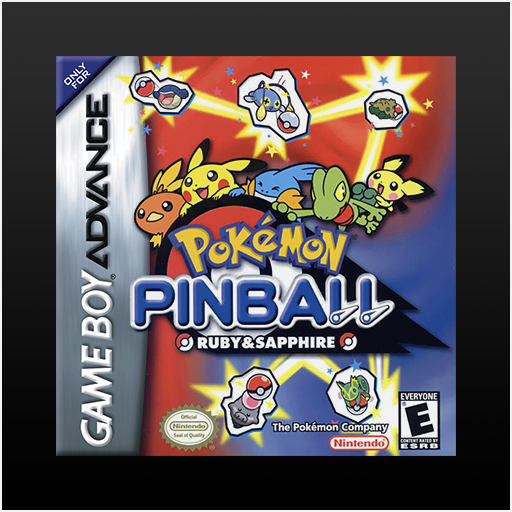 ONLY
FOR
GAME BOY ADVANCE
POKéMON
PINBALL
RUBY&SAPPHIRE
Official
Nintendo
Seal of Quality
The Pokémon Company
Nintendo
EVERYONE
E
CONTENT RATED BY
ESRB